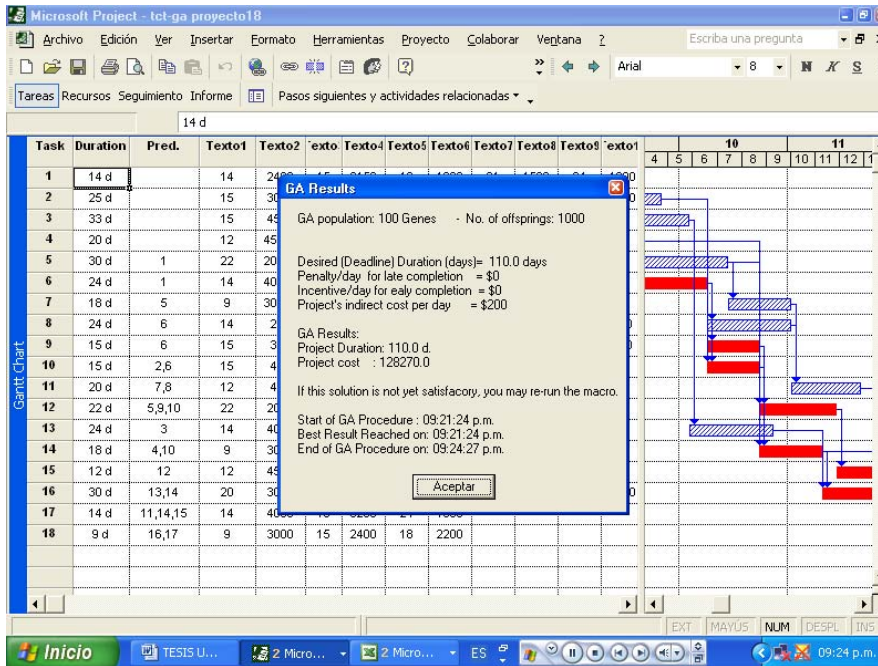 Microsoft Project - tct-ga proyecto18
Archivo Edición Ver Insertar Formato Herramientas Proyecto Colaborar Ventana ? Escriba una pregunta
Arial 8 N K S
Tareas Recursos Seguimiento Informe Pasos siguientes y actividades relacionadas
14 d
Task Duration Pred. Texto1 Texto2 Texto4 Texto5 Texto6 Texto7 Texto8 Texto9 10 11
4 5 6 7 8 9 10 11 12
1 14 d 14
2 25 d 15
3 33 d 15
4 20 d 12
5 30 d 1 22
6 24 d 1 14
7 18 d 5 9
8 24 d 6 14
9 15 d 6 15
10 15 d 2,6 15
11 20 d 7,8 12
12 22 d 5,9,10 22
13 24 d 3 14
14 18 d 4,10 9
15 12 d 12 12
16 30 d 13,14 20
17 14 d 11,14,15 14
18 9 d 16,17 9 3000 15 2400 18 2200
GA Results
GA population: 100 Genes - No. of offsprings: 1000
Desired (Deadline) Duration (days)= 110.0 days
Penalty/day for late completion = $0
Incentive/day for ealy completion = $0
Project's indirect cost per day = $200
GA Results:
Project Duration: 110.0 d.
Project cost : 128270.0
If this solution is not yet satisfacory, you may re-run the macro.
Start of GA Procedure : 09:21:24 p.m.
Best Result Reached on: 09:21:24 p.m.
End of GA Procedure on: 09:24:27 p.m.
Aceptar
Gantt Chart
EXT MAYÚS NUM DESPL INS
Inicio TESIS U... 2 Micro... 2 Micro... ES 09:24 p.m.